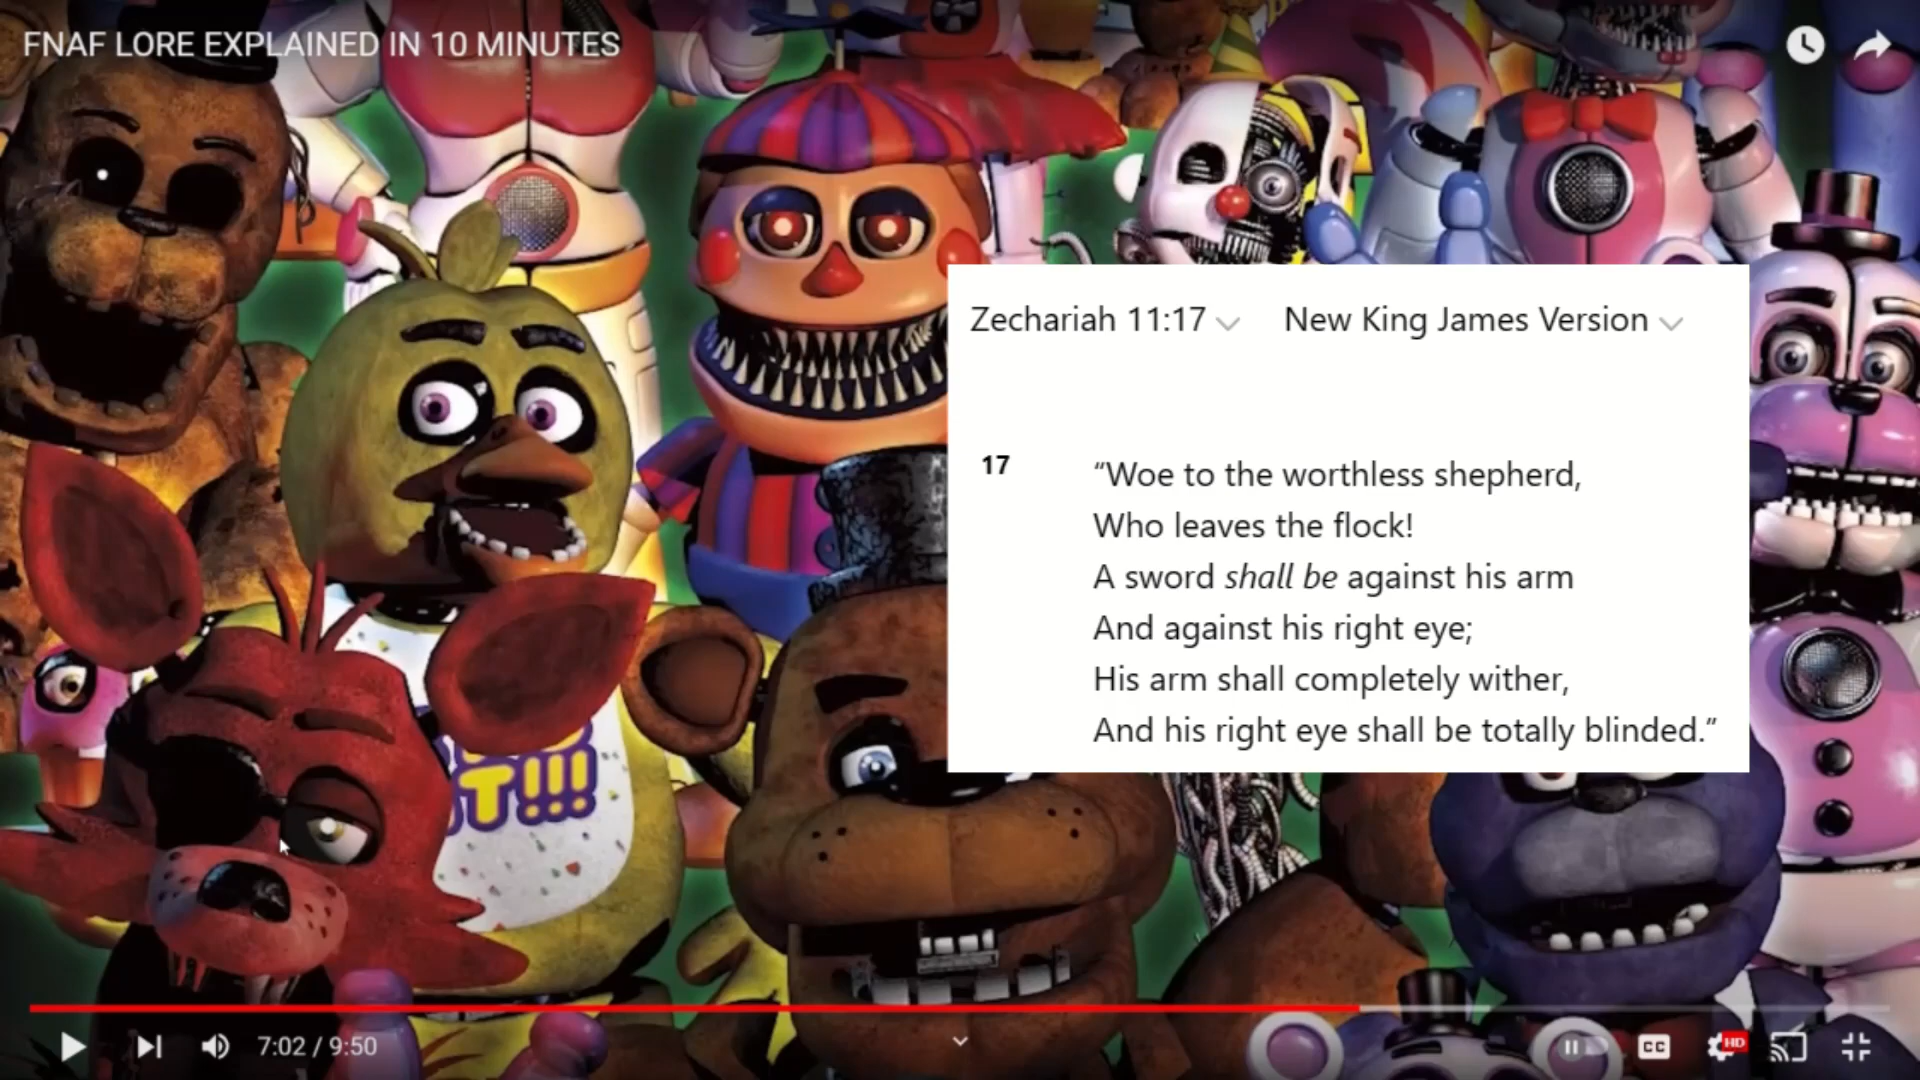 FNAF LORE EXPLAINED IN 10 MINUTES
Zechariah 11:17 New King James Version
17 “Woe to the worthless shepherd,
Who leaves the flock!
A sword shall be against his arm
And against his right eye;
His arm shall completely wither,
And his right eye shall be totally blinded.”
T!!!
7:02 / 9:50
CC
HD